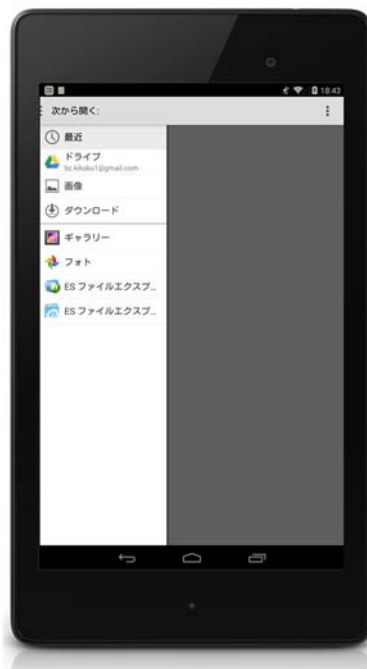 18:43
次から開く:
最近
ドライブ
bc.kikaku1@gmail.com
画像
ダウンロード
ギャラリー
フォト
ES ファイルエクスプ...
ES ファイルエクスプ...